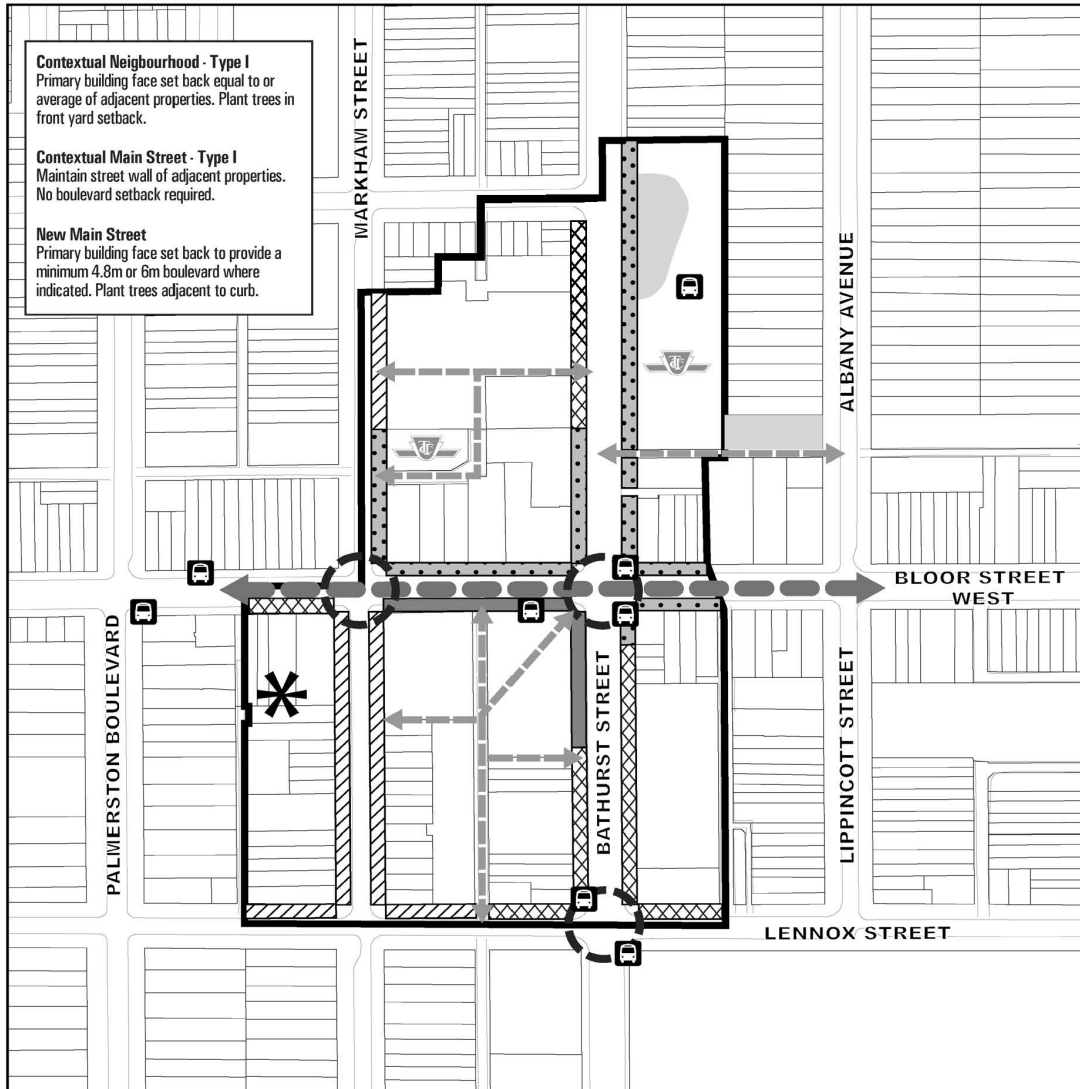 Contextual Neigbourhood - Type I
Primary building face set back equal to or
average of adjacent properties. Plant trees in
front yard setback.
Contextual Main Street - Type I
Maintain street wall of adjacent properties.
No boulevard setback required.
New Main Street
Primary building face set back to provide a
minimum 4.8m or 6m boulevard where
indicated. Plant trees adjacent to curb.
MARKHAM STREET
ALBANY AVENUE
TTC
TTC
BLOOR STREET
WEST
PALMERSTON BOULEVARD
BATHURST STREET
LIPPINCOTT STREET
LENNOX STREET